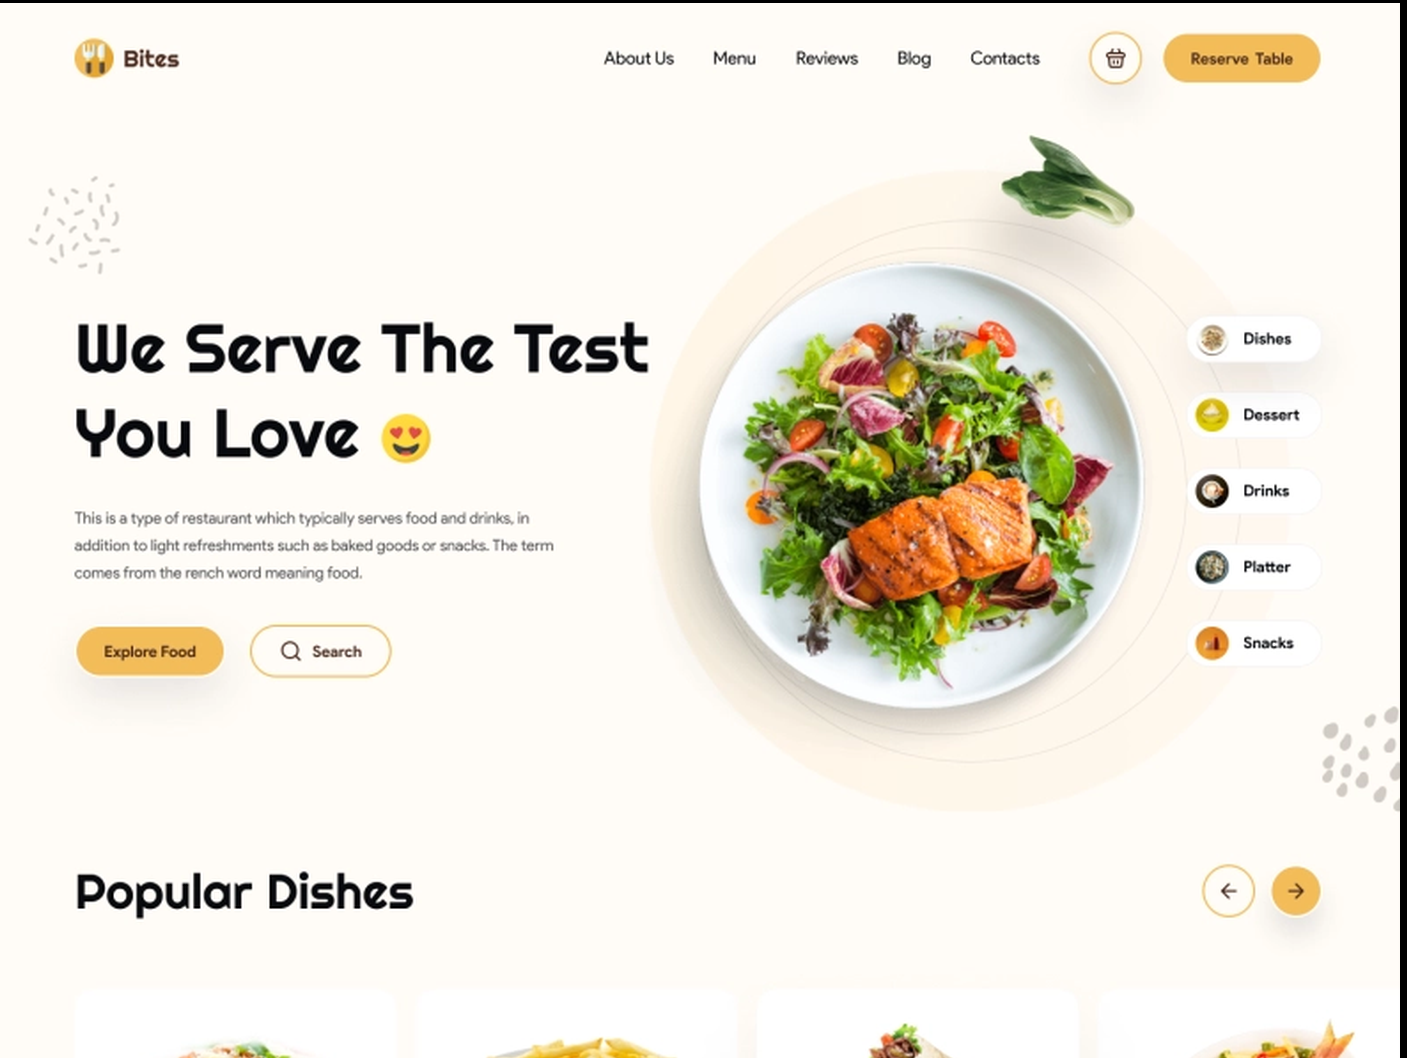 Bites
About Us
Menu
Reviews
Blog
Contacts
Reserve Table
We Serve The Test
You Love 😍
This is a type of restaurant which typically serves food and drinks, in
addition to light refreshments such as baked goods or snacks. The term
comes from the rench word meaning food.
Explore Food
Search
Dishes
Dessert
Drinks
Platter
Snacks
Popular Dishes